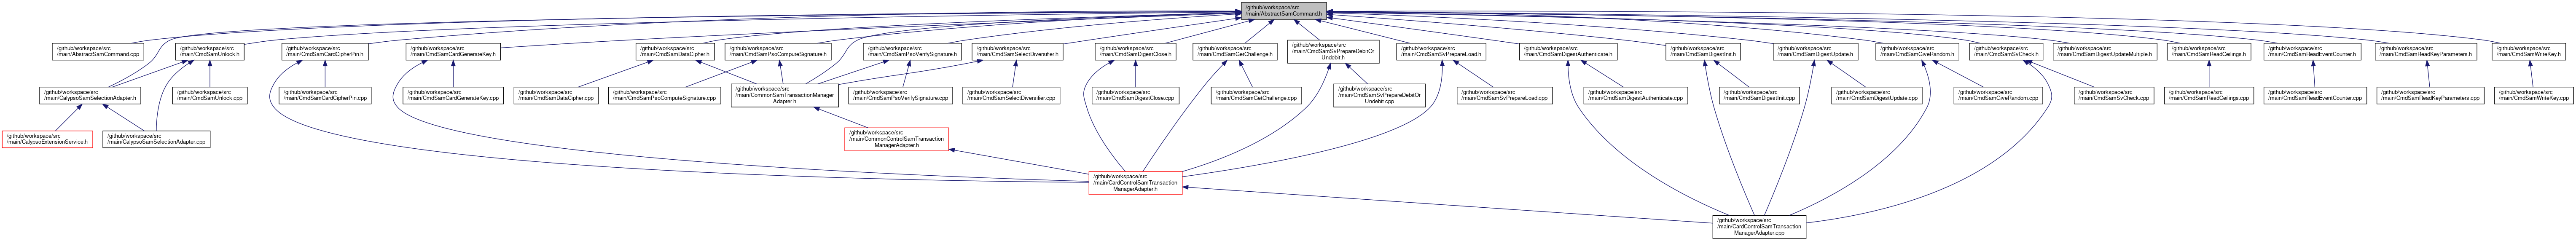 /github/workspace/src
/main/AbstractSamCommand.h
/github/workspace/src
/main/AbstractSamCommand.cpp
/github/workspace/src
/main/CmdSamUnlock.h
/github/workspace/src
/main/CmdSamCardCipherPin.h
/github/workspace/src
/main/CmdSamCardGenerateKey.h
/github/workspace/src
/main/CmdSamDataCipher.h
/github/workspace/src
/main/CmdSamPsoComputeSignature.h
/github/workspace/src
/main/CmdSamPsoVerifySignature.h
/github/workspace/src
/main/CmdSamSelectDiversifier.h
/github/workspace/src
/main/CmdSamDigestClose.h
/github/workspace/src
/main/CmdSamGetChallenge.h
/github/workspace/src
/main/CmdSamSvPrepareDebitOr
Undebit.h
/github/workspace/src
/main/CmdSamSvPrepareLoad.h
/github/workspace/src
/main/CmdSamDigestAuthenticate.h
/github/workspace/src
/main/CmdSamDigestInit.h
/github/workspace/src
/main/CmdSamDigestUpdate.h
/github/workspace/src
/main/CmdSamGiveRandom.h
/github/workspace/src
/main/CmdSamSvCheck.h
/github/workspace/src
/main/CmdSamDigestUpdateMultiple.h
/github/workspace/src
/main/CmdSamReadCeilings.h
/github/workspace/src
/main/CmdSamReadEventCounter.h
/github/workspace/src
/main/CmdSamReadKeyParameters.h
/github/workspace/src
/main/CmdSamWriteKey.h
/github/workspace/src
/main/CalypsoSamSelectionAdapter.h
/github/workspace/src
/main/CmdSamUnlock.cpp
/github/workspace/src
/main/CmdSamCardCipherPin.cpp
/github/workspace/src
/main/CmdSamCardGenerateKey.cpp
/github/workspace/src
/main/CmdSamDataCipher.cpp
/github/workspace/src
/main/CmdSamPsoComputeSignature.cpp
/github/workspace/src
/main/CommonSamTransactionManager
Adapter.h
/github/workspace/src
/main/CmdSamPsoVerifySignature.cpp
/github/workspace/src
/main/CmdSamSelectDiversifier.cpp
/github/workspace/src
/main/CmdSamDigestClose.cpp
/github/workspace/src
/main/CmdSamGetChallenge.cpp
/github/workspace/src
/main/CmdSamSvPrepareDebitOr
Undebit.cpp
/github/workspace/src
/main/CmdSamSvPrepareLoad.cpp
/github/workspace/src
/main/CmdSamDigestAuthenticate.cpp
/github/workspace/src
/main/CmdSamDigestInit.cpp
/github/workspace/src
/main/CmdSamDigestUpdate.cpp
/github/workspace/src
/main/CmdSamGiveRandom.cpp
/github/workspace/src
/main/CmdSamSvCheck.cpp
/github/workspace/src
/main/CmdSamReadCeilings.cpp
/github/workspace/src
/main/CmdSamReadEventCounter.cpp
/github/workspace/src
/main/CmdSamReadKeyParameters.cpp
/github/workspace/src
/main/CmdSamWriteKey.cpp
/github/workspace/src
/main/CalypsoExtensionService.h
/github/workspace/src
/main/CalypsoSamSelectionAdapter.cpp
/github/workspace/src
/main/CommonControlSamTransaction
ManagerAdapter.h
/github/workspace/src
/main/CardControlSamTransaction
ManagerAdapter.h
/github/workspace/src
/main/CardControlSamTransaction
ManagerAdapter.cpp